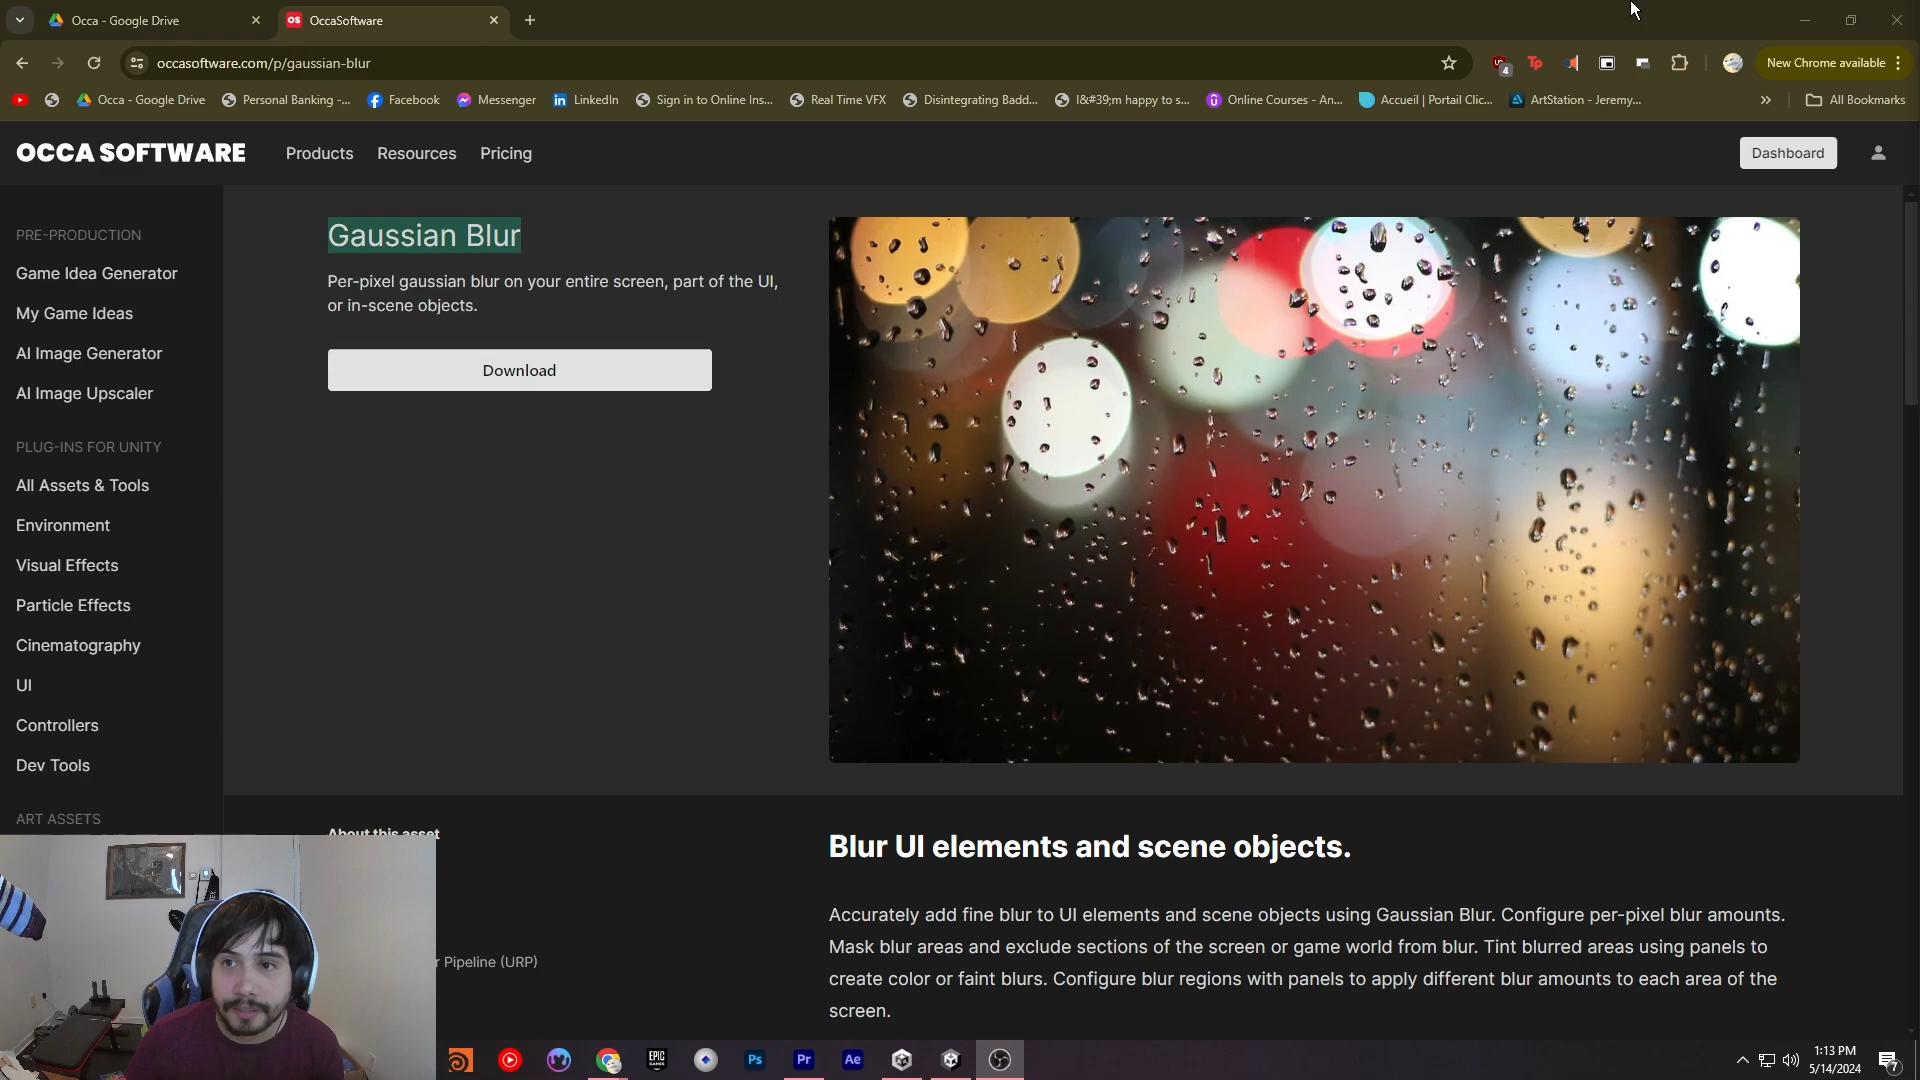 Occa - Google Drive
OccaSoftware
occasoftware.com/p/gaussian-blur
4
Tp
New Chrome available
Occa - Google Drive
Personal Banking -...
Facebook
Messenger
LinkedIn
Sign in to Online Ins...
Real Time VFX
Disintegrating Badd...
I&#39;m happy to s...
Online Courses - An...
Accueil | Portail Clic...
ArtStation - Jeremy...
All Bookmarks
OCCA SOFTWARE
Products
Resources
Pricing
Dashboard
PRE-PRODUCTION
Game Idea Generator
My Game Ideas
AI Image Generator
AI Image Upscaler
PLUG-INS FOR UNITY
All Assets & Tools
Environment
Visual Effects
Particle Effects
Cinematography
UI
Controllers
Dev Tools
ART ASSETS
Gaussian Blur
Per-pixel gaussian blur on your entire screen, part of the UI,
or in-scene objects.
Download
About this asset
r Pipeline (URP)
Blur UI elements and scene objects.
Accurately add fine blur to UI elements and scene objects using Gaussian Blur. Configure per-pixel blur amounts.
Mask blur areas and exclude sections of the screen or game world from blur. Tint blurred areas using panels to
create color or faint blurs. Configure blur regions with panels to apply different blur amounts to each area of the
screen.
EPIC
GAMES
Ps
Pr
Ae
1:13 PM
5/14/2024
7